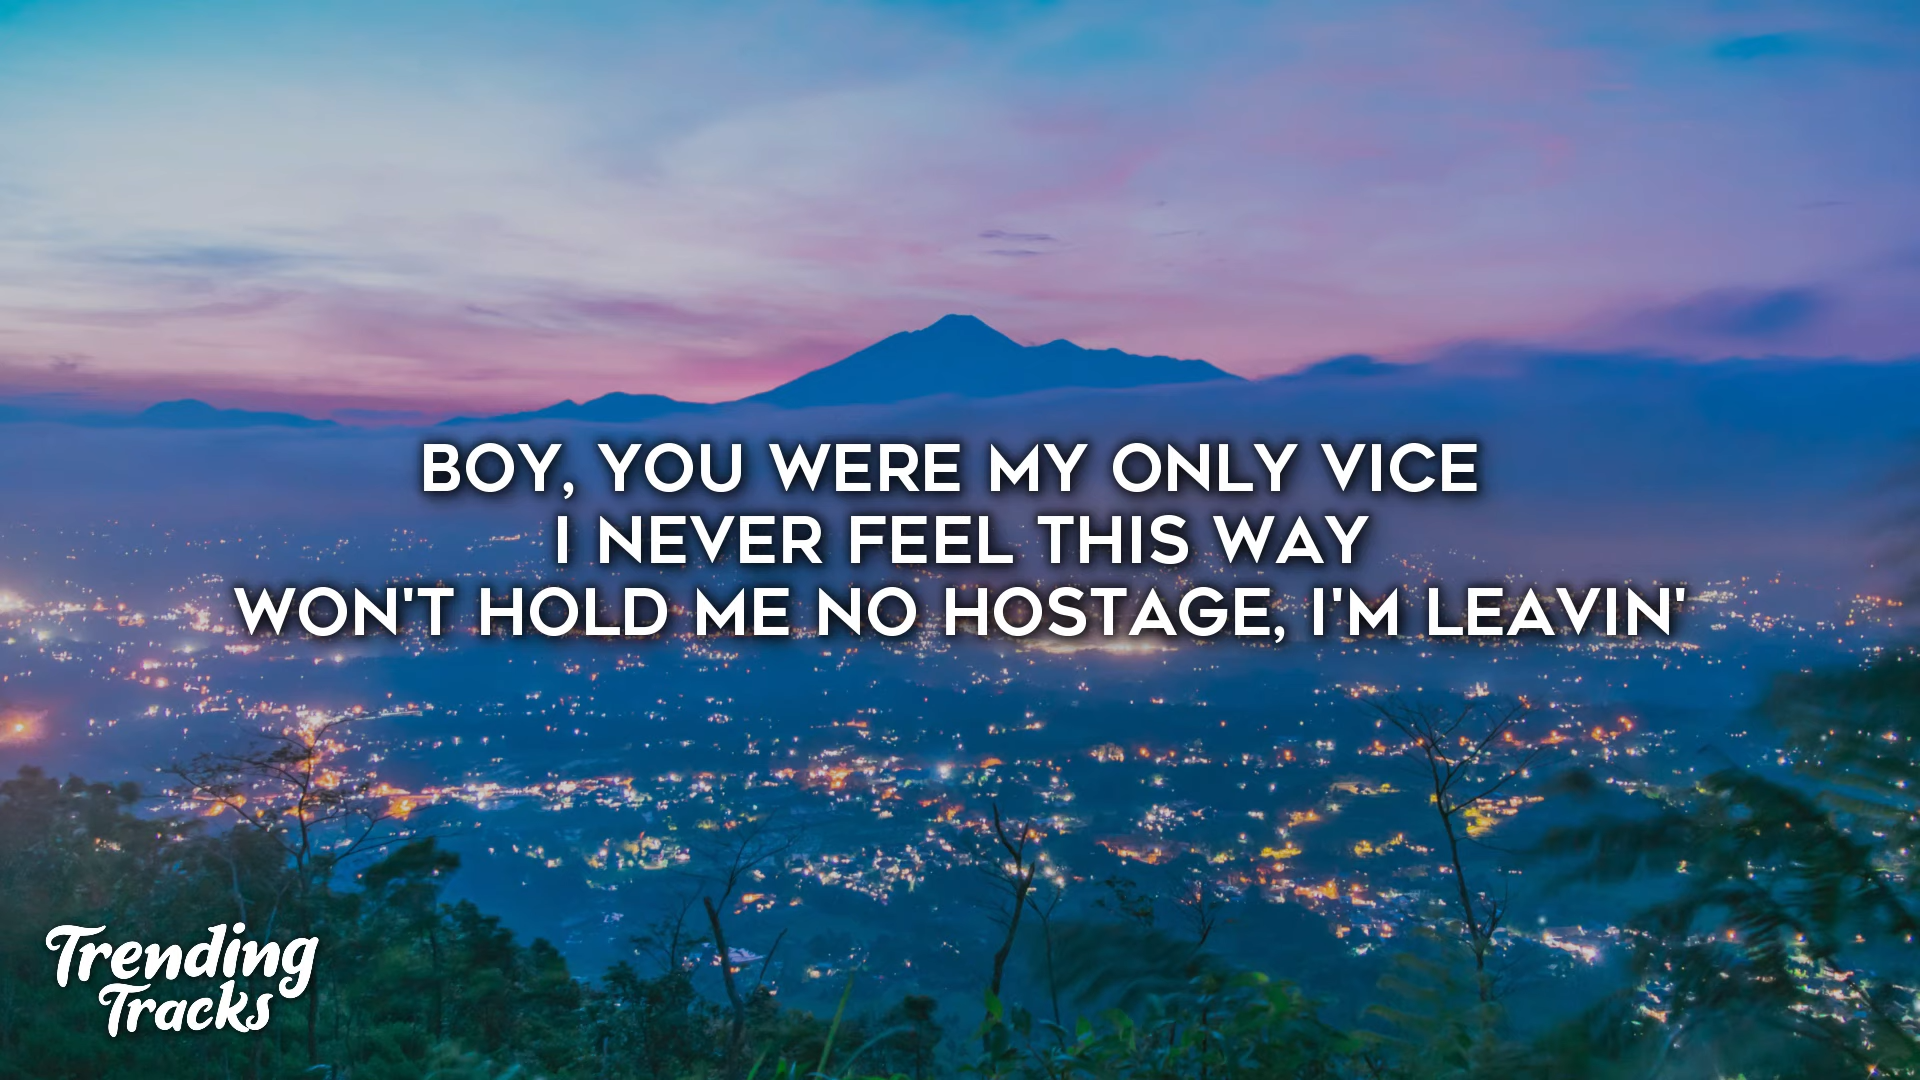 BOY, YOU WERE MY ONLY VICE
I NEVER FEEL THIS WAY
WON'T HOLD ME NO HOSTAGE, I'M LEAVIN'
Trending
Tracks